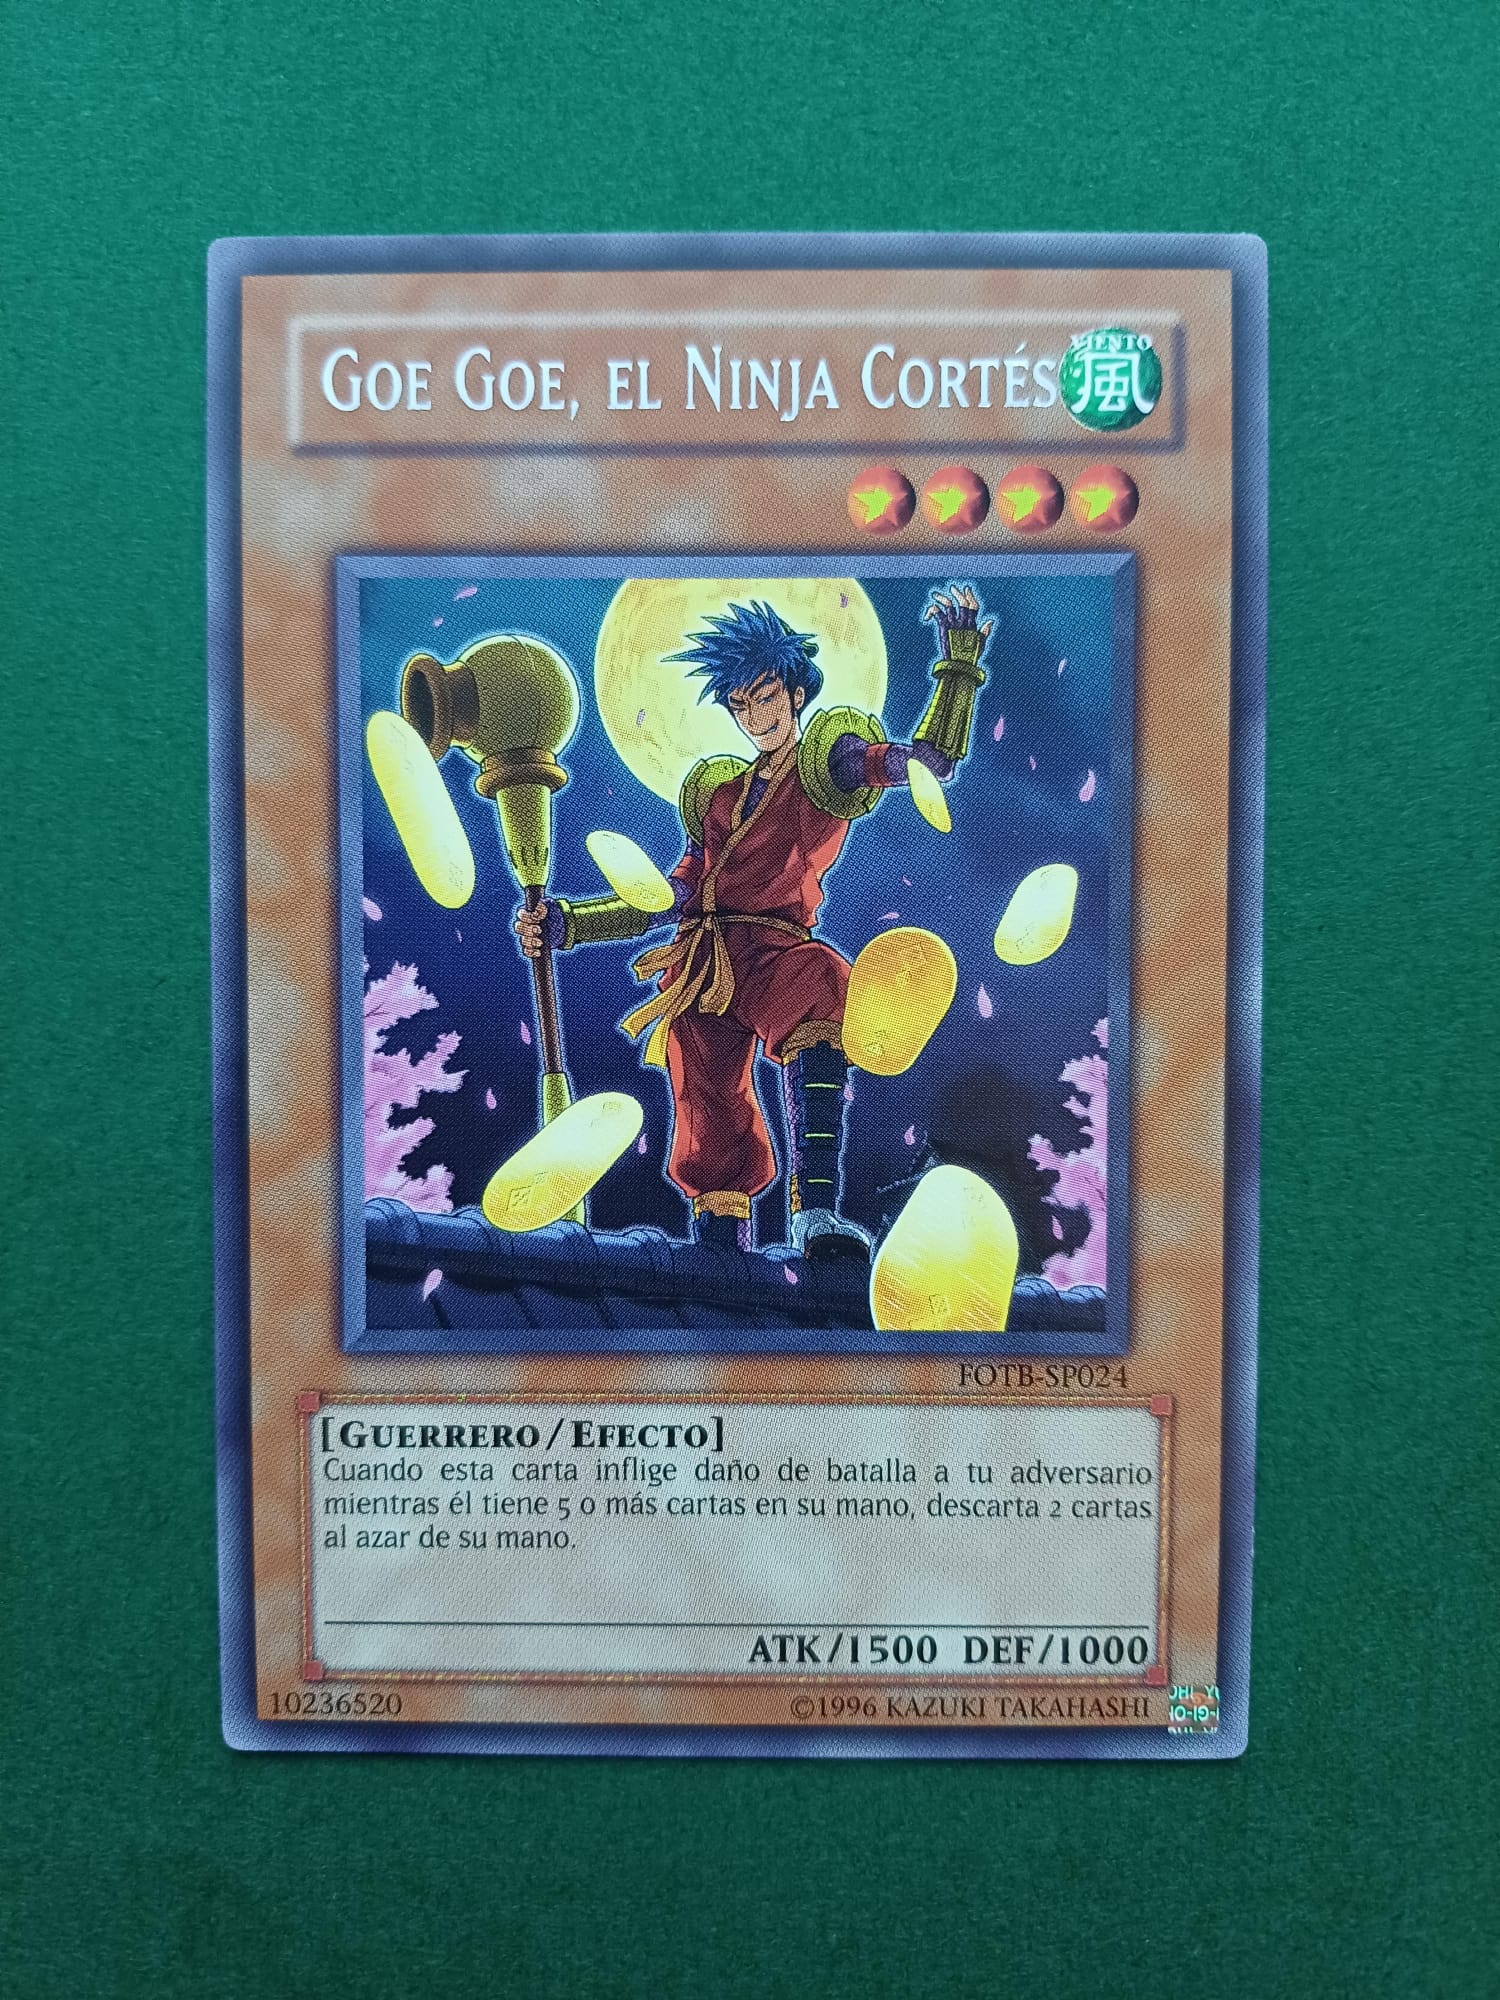 GOE GOE, EL NINJA CORTÉS
VIENTO
風
FOTB-SP024
[GUERRERO/EFECTO]
Cuando esta carta inflige daño de batalla a tu adversario
mientras él tiene 5 o más cartas en su mano, descarta 2 cartas
al azar de su mano.
ATK/1500 DEF/1000
10236520
©1996 KAZUKI TAKAHASHI